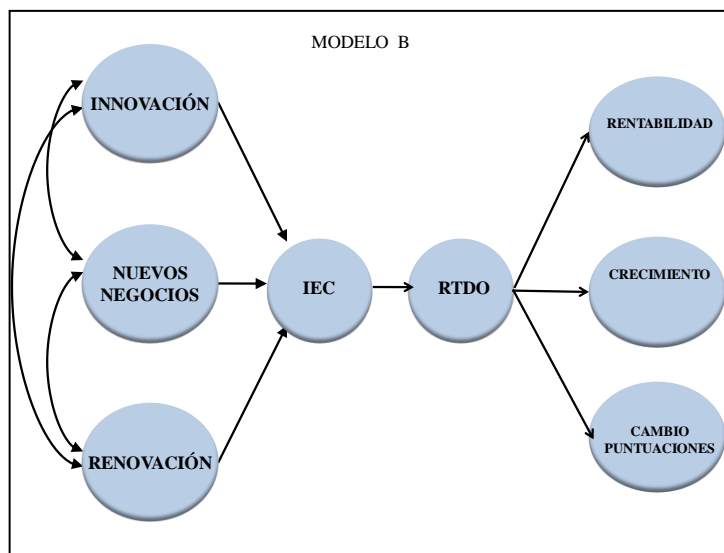 MODELO B
INNOVACIÓN
NUEVOS
NEGOCIOS
RENOVACIÓN
IEC
RTDO
RENTABILIDAD
CRECIMIENTO
CAMBIO
PUNTUACIONES